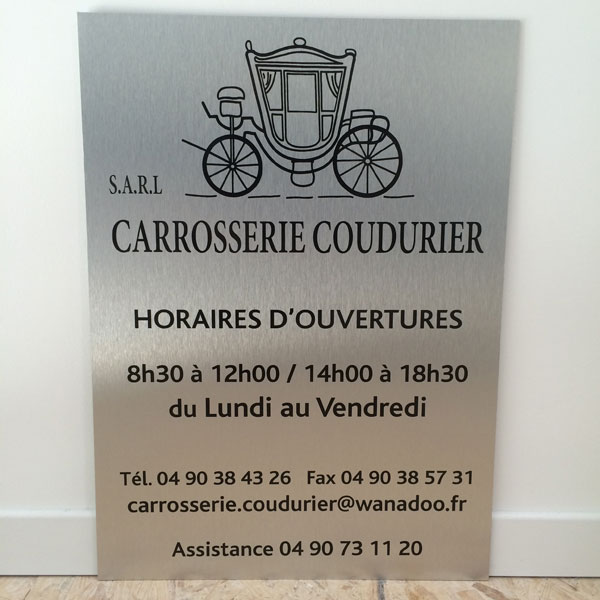 S.A.R.L
CARROSSERIE COUDURIER
HORAIRES D'OUVERTURES
8h30 à 12h00 / 14h00 à 18h30
du Lundi au Vendredi
Tél. 04 90 38 43 26 Fax 04 90 38 57 31
carrosserie.coudurier@wanadoo.fr
Assistance 04 90 73 11 20